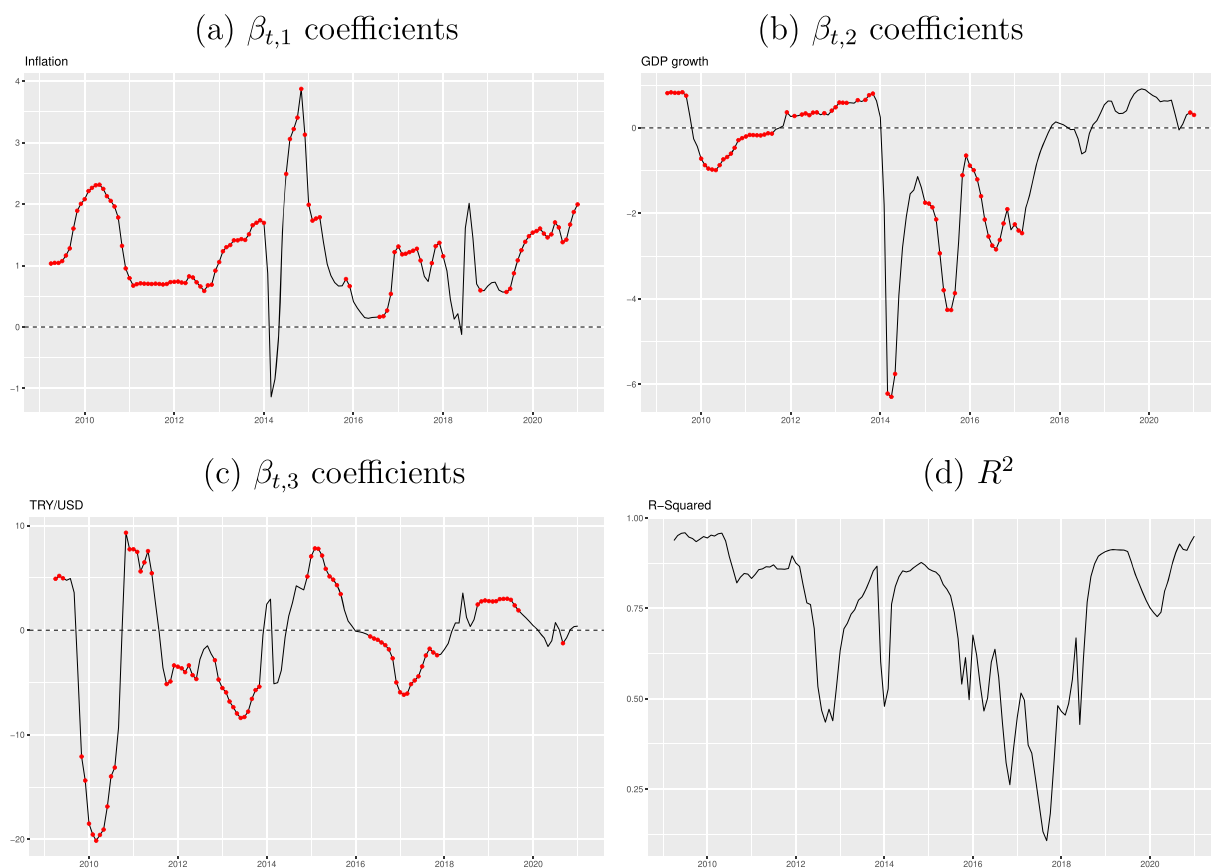 (a) β_{t,1} coefficients
Inflation
4
3
2
1
0
−1
2010 2012 2014 2016 2018 2020
(b) β_{t,2} coefficients
GDP growth
0
−2
−4
−6
2010 2012 2014 2016 2018 2020
(c) β_{t,3} coefficients
TRY/USD
10
0
−10
−20
2010 2012 2014 2016 2018 2020
(d) R²
R−Squared
1.00
0.75
0.50
0.25
2010 2012 2014 2016 2018 2020